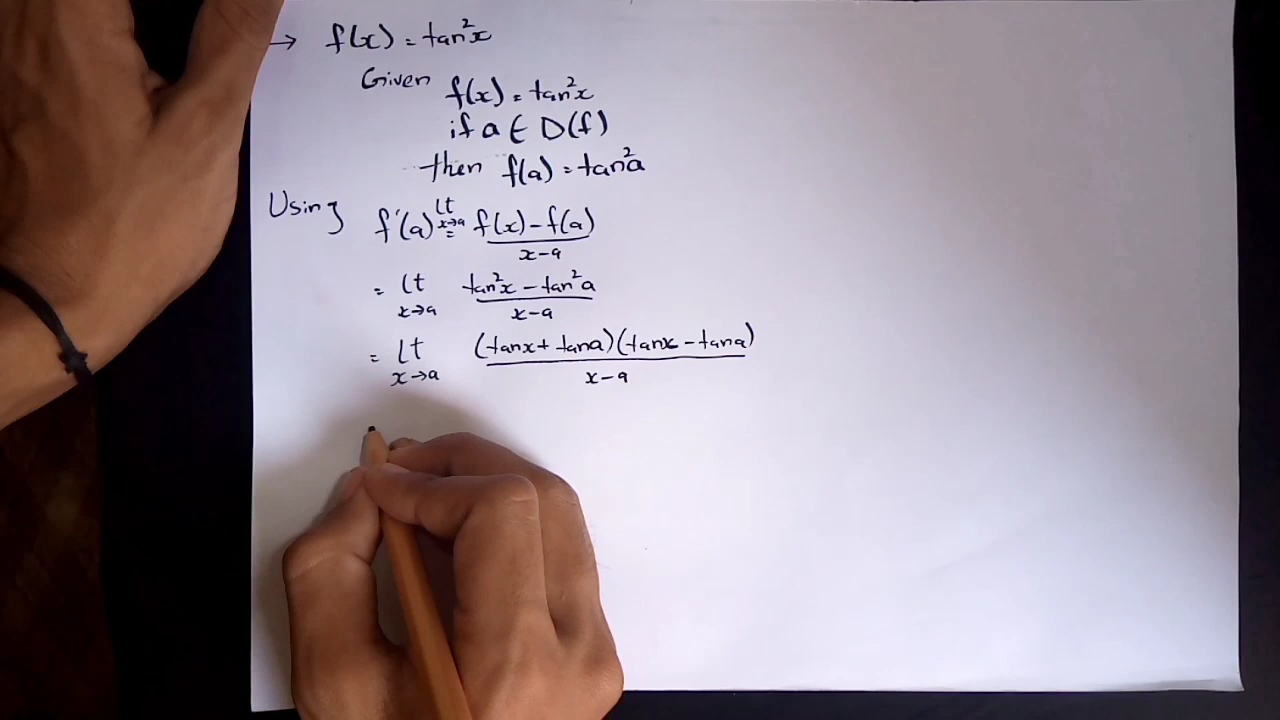 → f(x) = tan²x
Given f(x) = tan²x
if a ∈ D(f)
then f(a) = tan²a
Using f'(a) = lt x→a f(x) - f(a) / x-a
= lt x→a tan²x - tan²a / x-a
= lt x→a (tanx + tana)(tanx - tana) / x-a